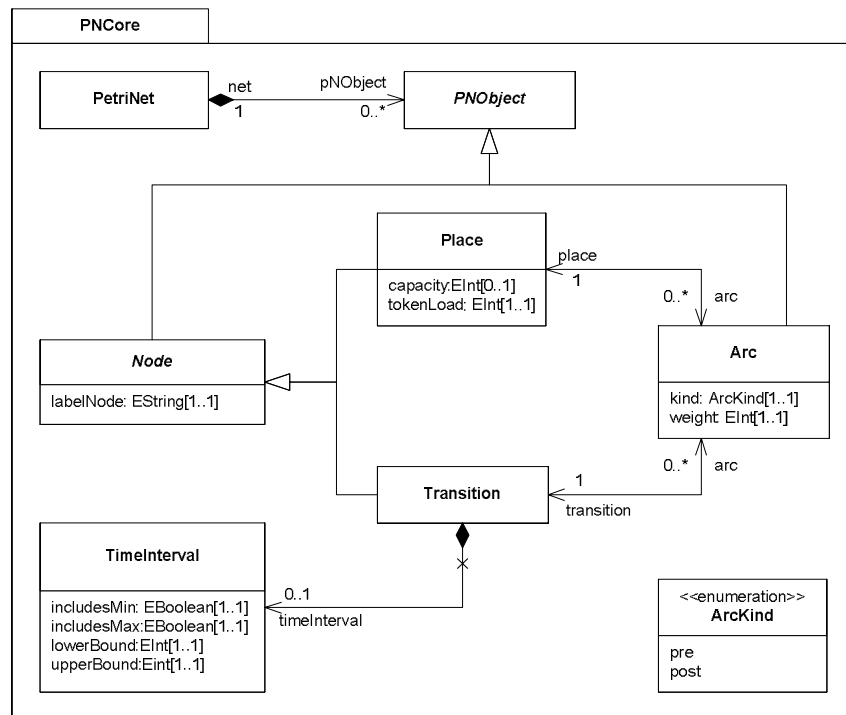 PNCore
PetriNet
net
1
pNObject
0..*
PNObject
Place
capacity:EInt[0..1]
tokenLoad: EInt[1..1]
place
1
0..*
arc
Node
labelNode: EString[1..1]
Arc
kind: ArcKind[1..1]
weight: EInt[1..1]
0..*
arc
Transition
1
transition
TimeInterval
includesMin: EBoolean[1..1]
includesMax:EBoolean[1..1]
lowerBound:EInt[1..1]
upperBound:Eint[1..1]
0..1
timeInterval
<<enumeration>>
ArcKind
pre
post